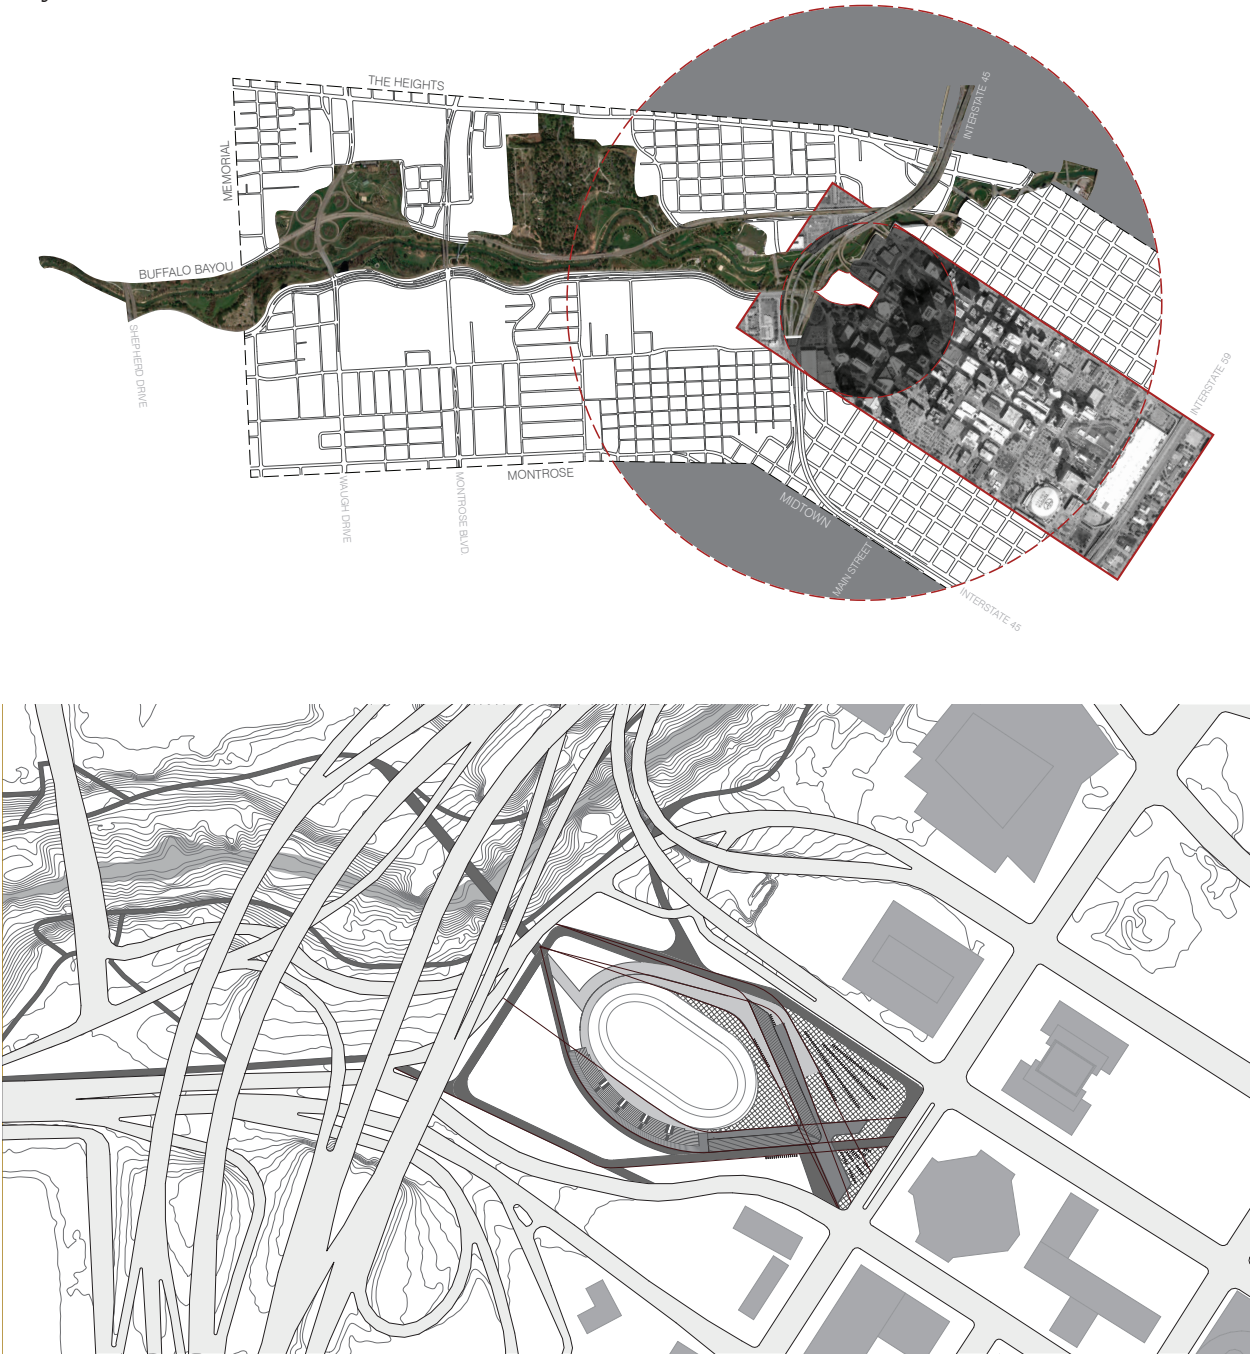 THE HEIGHTS
INTERSTATE 45
MEMORIAL
BUFFALO BAYOU
SHEPHERD DRIVE
INTERSTATE 59
MONTROSE
WAUGH DRIVE
MONTROSE BLVD.
MIDTOWN
MAIN STREET
INTERSTATE 45